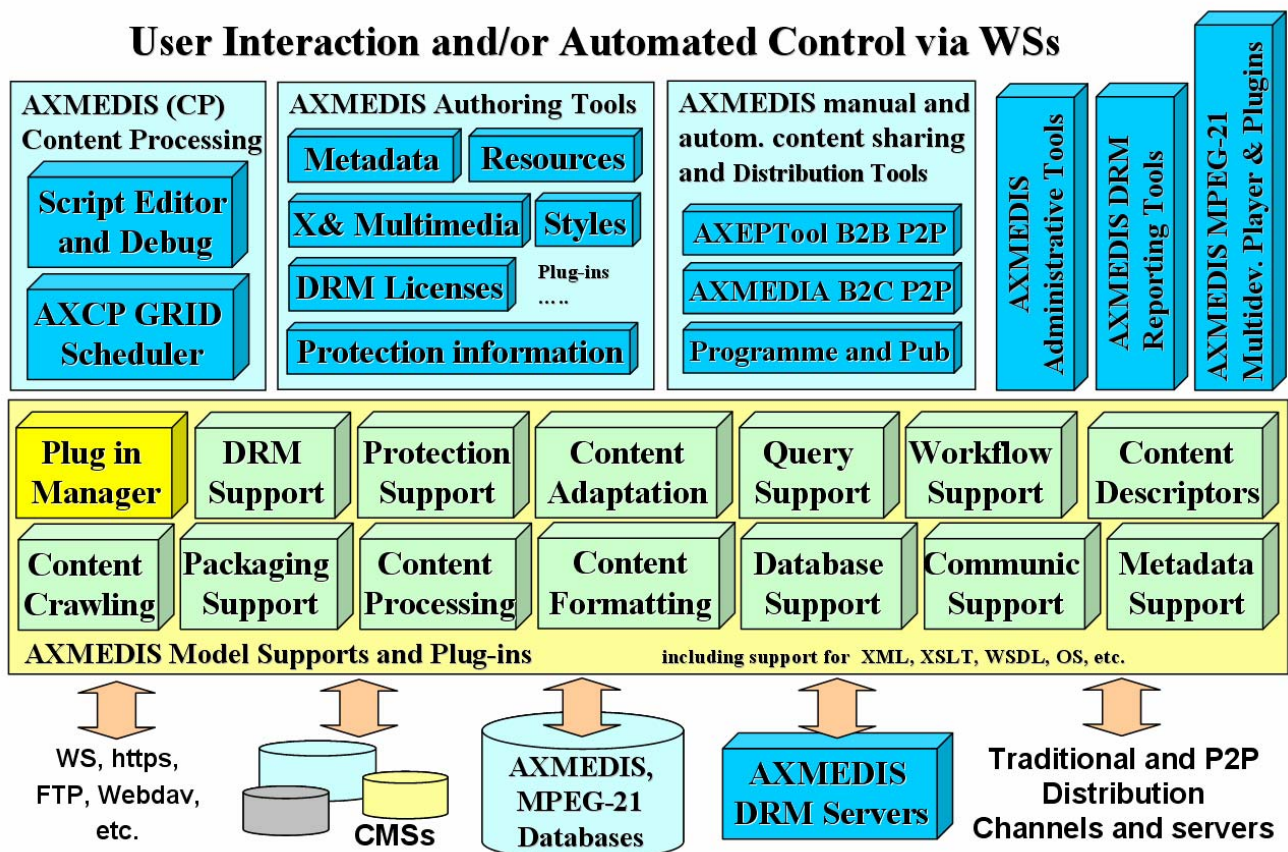 User Interaction and/or Automated Control via WSs
AXMEDIS (CP)
Content Processing
Script Editor
and Debug
AXCP GRID
Scheduler
AXMEDIS Authoring Tools
Metadata
Resources
X& Multimedia
Styles
DRM Licenses
Plug-ins
.....
Protection information
AXMEDIS manual and
autom. content sharing
and Distribution Tools
AXEPTool B2B P2P
AXMEDIA B2C P2P
Programme and Pub
AXMEDIS
Administrative Tools
AXMEDIS DRM
Reporting Tools
AXMEDIS MPEG-21
Multidev. Player & Plugins
Plug in
Manager
DRM
Support
Protection
Support
Content
Adaptation
Query
Support
Workflow
Support
Content
Descriptors
Content
Crawling
Packaging
Support
Content
Processing
Content
Formatting
Database
Support
Communic
Support
Metadata
Support
AXMEDIS Model Supports and Plug-ins
including support for XML, XSLT, WSDL, OS, etc.
WS, https,
FTP, Webdav,
etc.
CMSs
AXMEDIS,
MPEG-21
Databases
AXMEDIS
DRM Servers
Traditional and P2P
Distribution
Channels and servers